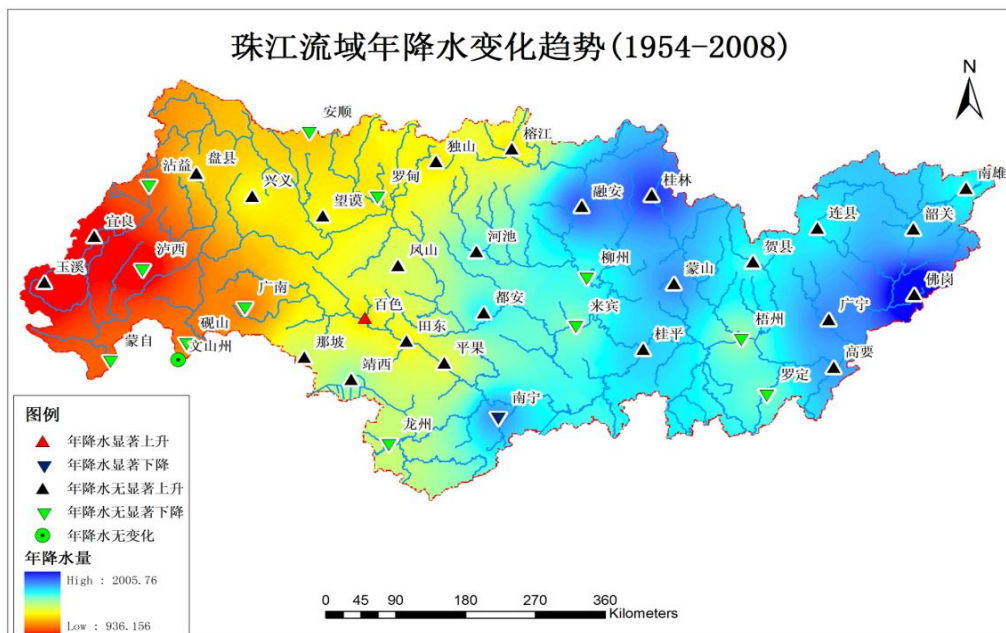 珠江流域年降水变化趋势(1954-2008)
N
安顺
榕江
独山
沾益
盘县
兴义
望谟
罗甸
融安
桂林
南雄
连县
韶关
宜良
泸西
玉溪
凤山
河池
柳州
蒙山
贺县
佛岗
广南
百色
都安
来宾
广宁
砚山
文山州
蒙自
田东
那坡
靖西
平果
桂平
梧州
高要
罗定
南宁
龙州
图例
年降水显著上升
年降水显著下降
年降水无显著上升
年降水无显著下降
年降水无变化
年降水量
High : 2005.76
Low : 936.156
0 45 90 180 270 360
Kilometers